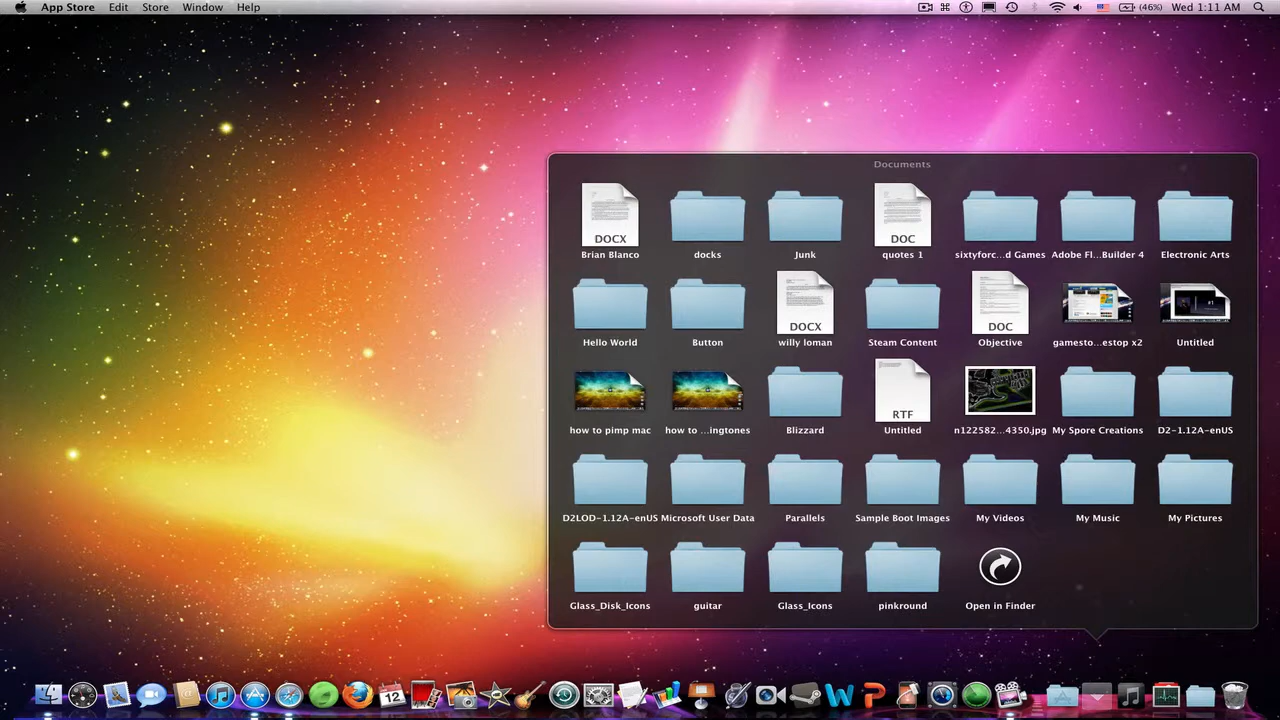 App Store Edit Store Window Help (46%) Wed 1:11 AM
Documents
DOCX DOC
Brian Blanco docks Junk quotes 1 sixtyforc...d Games Adobe Fl...Builder 4 Electronic Arts
DOCX DOC #1
Hello World Button willy loman Steam Content Objective gamesto...estop x2 Untitled
RTF
how to pimp mac how to ...ingtones Blizzard Untitled n122582...4350.jpg My Spore Creations D2-1.12A-enUS
D2LOD-1.12A-enUS Microsoft User Data Parallels Sample Boot Images My Videos My Music My Pictures
Glass_Disk_Icons guitar Glass_Icons pinkround Open in Finder
12